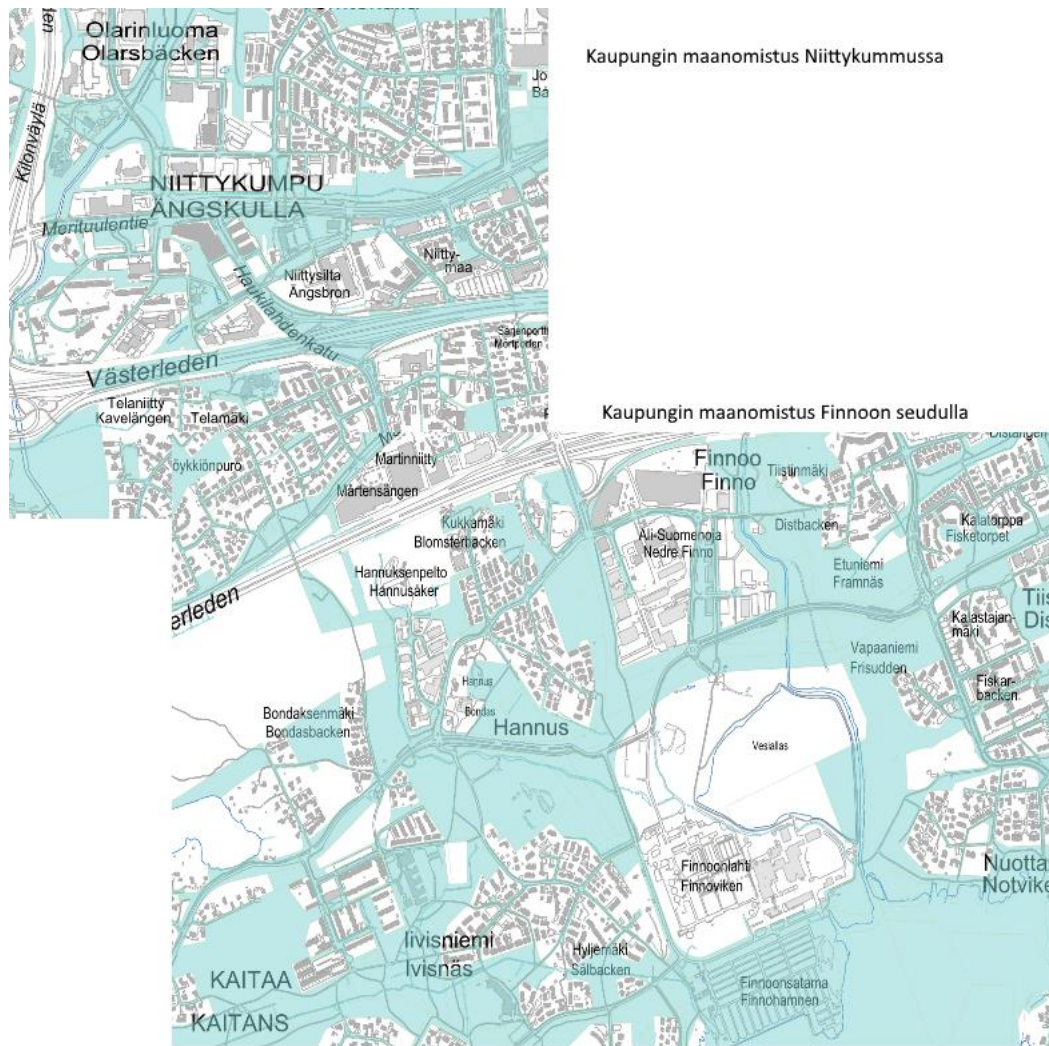 Olarinluoma
Olarsbäcken
Kaupungin maanomistus Niittykummussa
Kilonväylä
NIITTYKUMPU
ÄNGSKULLA
Merituulentie
Niitty-
maa
Niittysilta
Ängsbron
Haukilahdenkatu
Västerleden
Telaniitty
Kavelängen
Telamäki
öykkiönpuro
Martinniitty
Mårtensängen
Kaupungin maanomistus Finnoon seudulla
Finnoo
Finno
Tiistinmäki
Distbacken
Kalatorppa
Fisketorpet
Kukkamäki
Blomsterbacken
Ali-Suomenoja
Nedre Finno
Etuniemi
Framnäs
Hannuksenpelto
Hannusåker
erleden
Tiis
Dis
Kalastajan-
mäki
Vapaaniemi
Frisudden
Fiskar-
backen
Hannus
Bondas
Bondaksenmäki
Bondasbacken
Hannus
Vesiallas
Finnoonlahti
Finnoviken
Nuotta
Notvike
Iivisniemi
Ivisnäs
Hyljemäki
Sälbacken
KAITAA
KAITANS
Finnoonsatama
Finnohamnen